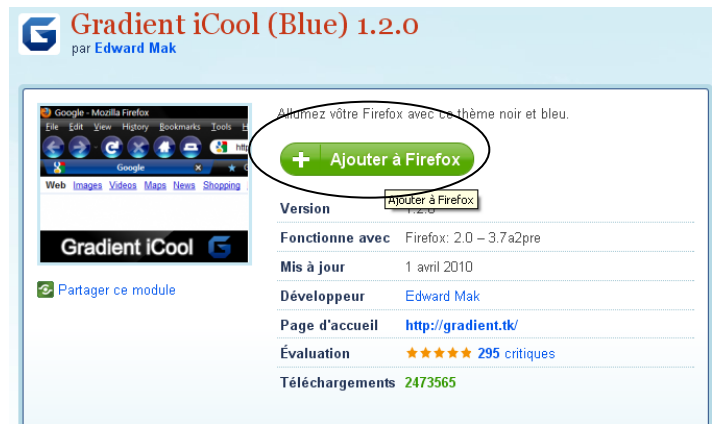 Gradient iCool (Blue) 1.2.0
par Edward Mak
Google - Mozilla Firefox
File Edit View History Bookmarks Tools H
http
Google
Web Images Videos Maps News Shopping
Gradient iCool
Partager ce module
Allumez vôtre Firefox avec ce thème noir et bleu.
Ajouter à Firefox
Ajouter à Firefox
Version 1.2.0
Fonctionne avec Firefox: 2.0 – 3.7a2pre
Mis à jour 1 avril 2010
Développeur Edward Mak
Page d'accueil http://gradient.tk/
Évaluation 295 critiques
Téléchargements 2473565